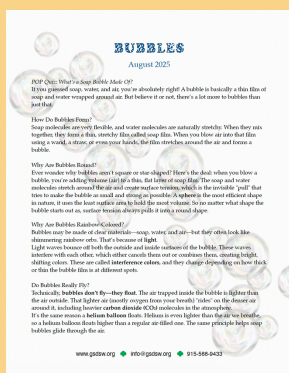 BUBBLES
August 2025
POP Quiz: What's a Soap Bubble Made Of?
If you guessed soap, water, and air, you're absolutely right! A bubble is basically a thin film of
soap and water wrapped around air. But believe it or not, there's a lot more to bubbles than
just that.
How Do Bubbles Form?
Soap molecules are very flexible, and water molecules are naturally stretchy. When they mix
together, they form a thin, stretchy film called soap film. When you blow air into that film
using a wand, a straw, or even your hands, the film stretches around the air and forms a
bubble.
Why Are Bubbles Round?
Ever wonder why bubbles aren't square or star-shaped? Here's the deal: when you blow a
bubble, you're adding volume (air) to a thin, flat layer of soap film. The soap and water
molecules stretch around the air and create surface tension, which is the invisible "pull" that
tries to make the bubble as small and strong as possible. A sphere is the most efficient shape
in nature, it uses the least surface area to hold the most volume. So no matter what shape the
bubble starts out as, surface tension always pulls it into a round shape.
Why Are Bubbles Rainbow-Colored?
Bubbles may be made of clear materials—soap, water, and air—but they often look like
shimmering rainbow orbs. That's because of light.
Light waves bounce off both the outside and inside surfaces of the bubble. These waves
interfere with each other, which either cancels them out or combines them, creating bright,
shifting colors. These are called interference colors, and they change depending on how thick
or thin the bubble film is at different spots.
Do Bubbles Really Fly?
Technically, bubbles don't fly—they float. The air trapped inside the bubble is lighter than
the air outside. That lighter air (mostly oxygen from your breath) "rides" on the denser air
around it, including heavier carbon dioxide (CO₂) molecules in the atmosphere.
It's the same reason a helium balloon floats. Helium is even lighter than the air we breathe,
so a helium balloon floats higher than a regular air-filled one. The same principle helps soap
bubbles glide through the air.
www.gsdsw.org info@gsdsw.org 915-566-9433